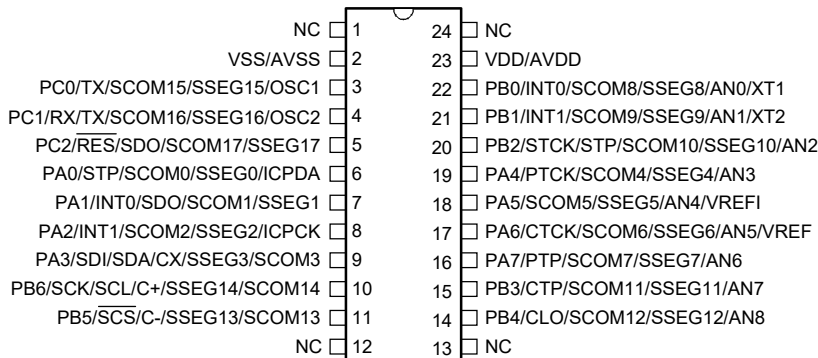 NC 1 24 NC
VSS/AVSS 2 23 VDD/AVDD
PC0/TX/SCOM15/SSEG15/OSC1 3 22 PB0/INT0/SCOM8/SSEG8/AN0/XT1
PC1/RX/TX/SCOM16/SSEG16/OSC2 4 21 PB1/INT1/SCOM9/SSEG9/AN1/XT2
PC2/RES/SDO/SCOM17/SSEG17 5 20 PB2/STCK/STP/SCOM10/SSEG10/AN2
PA0/STP/SCOM0/SSEG0/ICPDA 6 19 PA4/PTCK/SCOM4/SSEG4/AN3
PA1/INT0/SDO/SCOM1/SSEG1 7 18 PA5/SCOM5/SSEG5/AN4/VREFI
PA2/INT1/SCOM2/SSEG2/ICPCK 8 17 PA6/CTCK/SCOM6/SSEG6/AN5/VREF
PA3/SDI/SDA/CX/SSEG3/SCOM3 9 16 PA7/PTP/SCOM7/SSEG7/AN6
PB6/SCK/SCL/C+/SSEG14/SCOM14 10 15 PB3/CTP/SCOM11/SSEG11/AN7
PB5/SCS/C-/SSEG13/SCOM13 11 14 PB4/CLO/SCOM12/SSEG12/AN8
NC 12 13 NC